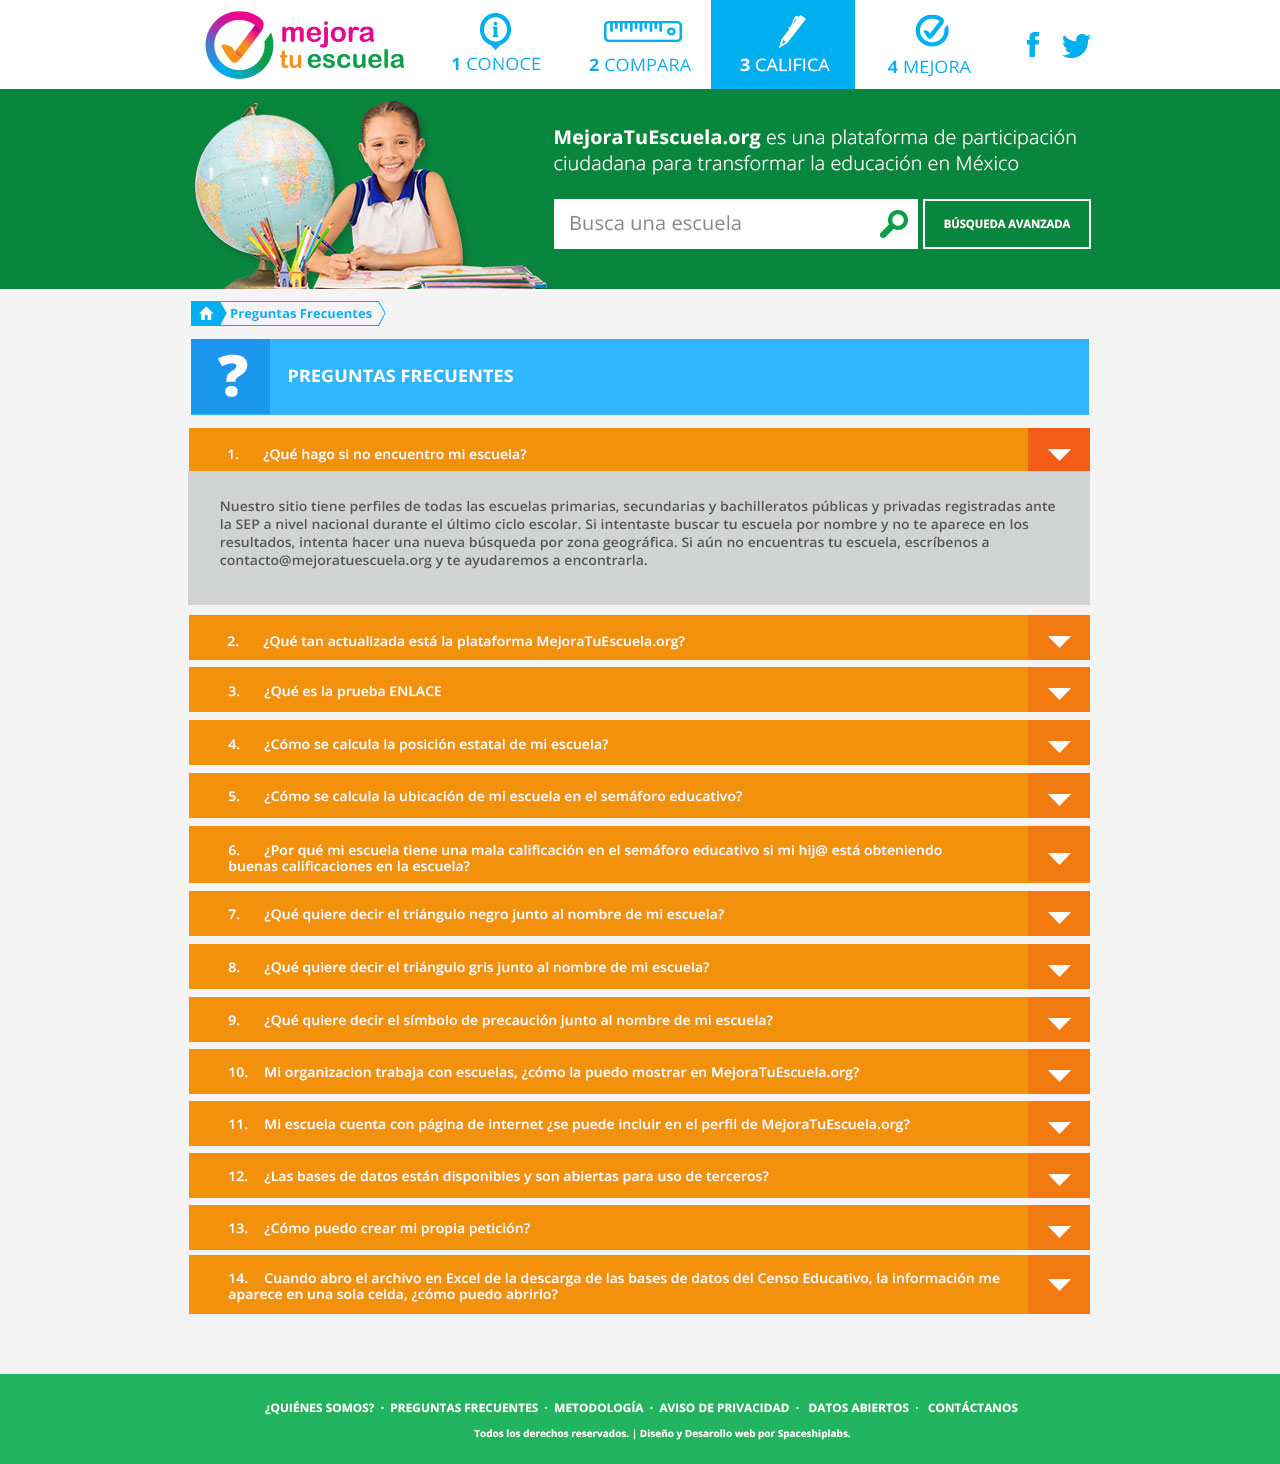 mejora
tu escuela
1 CONOCE
2 COMPARA
3 CALIFICA
4 MEJORA
MejoraTuEscuela.org es una plataforma de participación
ciudadana para transformar la educación en México
Busca una escuela
BÚSQUEDA AVANZADA
Preguntas Frecuentes
? PREGUNTAS FRECUENTES
1. ¿Qué hago si no encuentro mi escuela?
Nuestro sitio tiene perfiles de todas las escuelas primarias, secundarias y bachilleratos públicas y privadas registradas ante
la SEP a nivel nacional durante el último ciclo escolar. Si intentaste buscar tu escuela por nombre y no te aparece en los
resultados, intenta hacer una nueva búsqueda por zona geográfica. Si aún no encuentras tu escuela, escríbenos a
contacto@mejoratuescuela.org y te ayudaremos a encontrarla.
2. ¿Qué tan actualizada está la plataforma MejoraTuEscuela.org?
3. ¿Qué es la prueba ENLACE
4. ¿Cómo se calcula la posición estatal de mi escuela?
5. ¿Cómo se calcula la ubicación de mi escuela en el semáforo educativo?
6. ¿Por qué mi escuela tiene una mala calificación en el semáforo educativo si mi hij@ está obteniendo
buenas calificaciones en la escuela?
7. ¿Qué quiere decir el triángulo negro junto al nombre de mi escuela?
8. ¿Qué quiere decir el triángulo gris junto al nombre de mi escuela?
9. ¿Qué quiere decir el símbolo de precaución junto al nombre de mi escuela?
10. Mi organizacion trabaja con escuelas, ¿cómo la puedo mostrar en MejoraTuEscuela.org?
11. Mi escuela cuenta con página de internet ¿se puede incluir en el perfil de MejoraTuEscuela.org?
12. ¿Las bases de datos están disponibles y son abiertas para uso de terceros?
13. ¿Cómo puedo crear mi propia petición?
14. Cuando abro el archivo en Excel de la descarga de las bases de datos del Censo Educativo, la información me
aparece en una sola celda, ¿cómo puedo abrirlo?
¿QUIÉNES SOMOS? · PREGUNTAS FRECUENTES · METODOLOGÍA · AVISO DE PRIVACIDAD · DATOS ABIERTOS · CONTÁCTANOS
Todos los derechos reservados. | Diseño y Desarollo web por Spaceshiplabs.